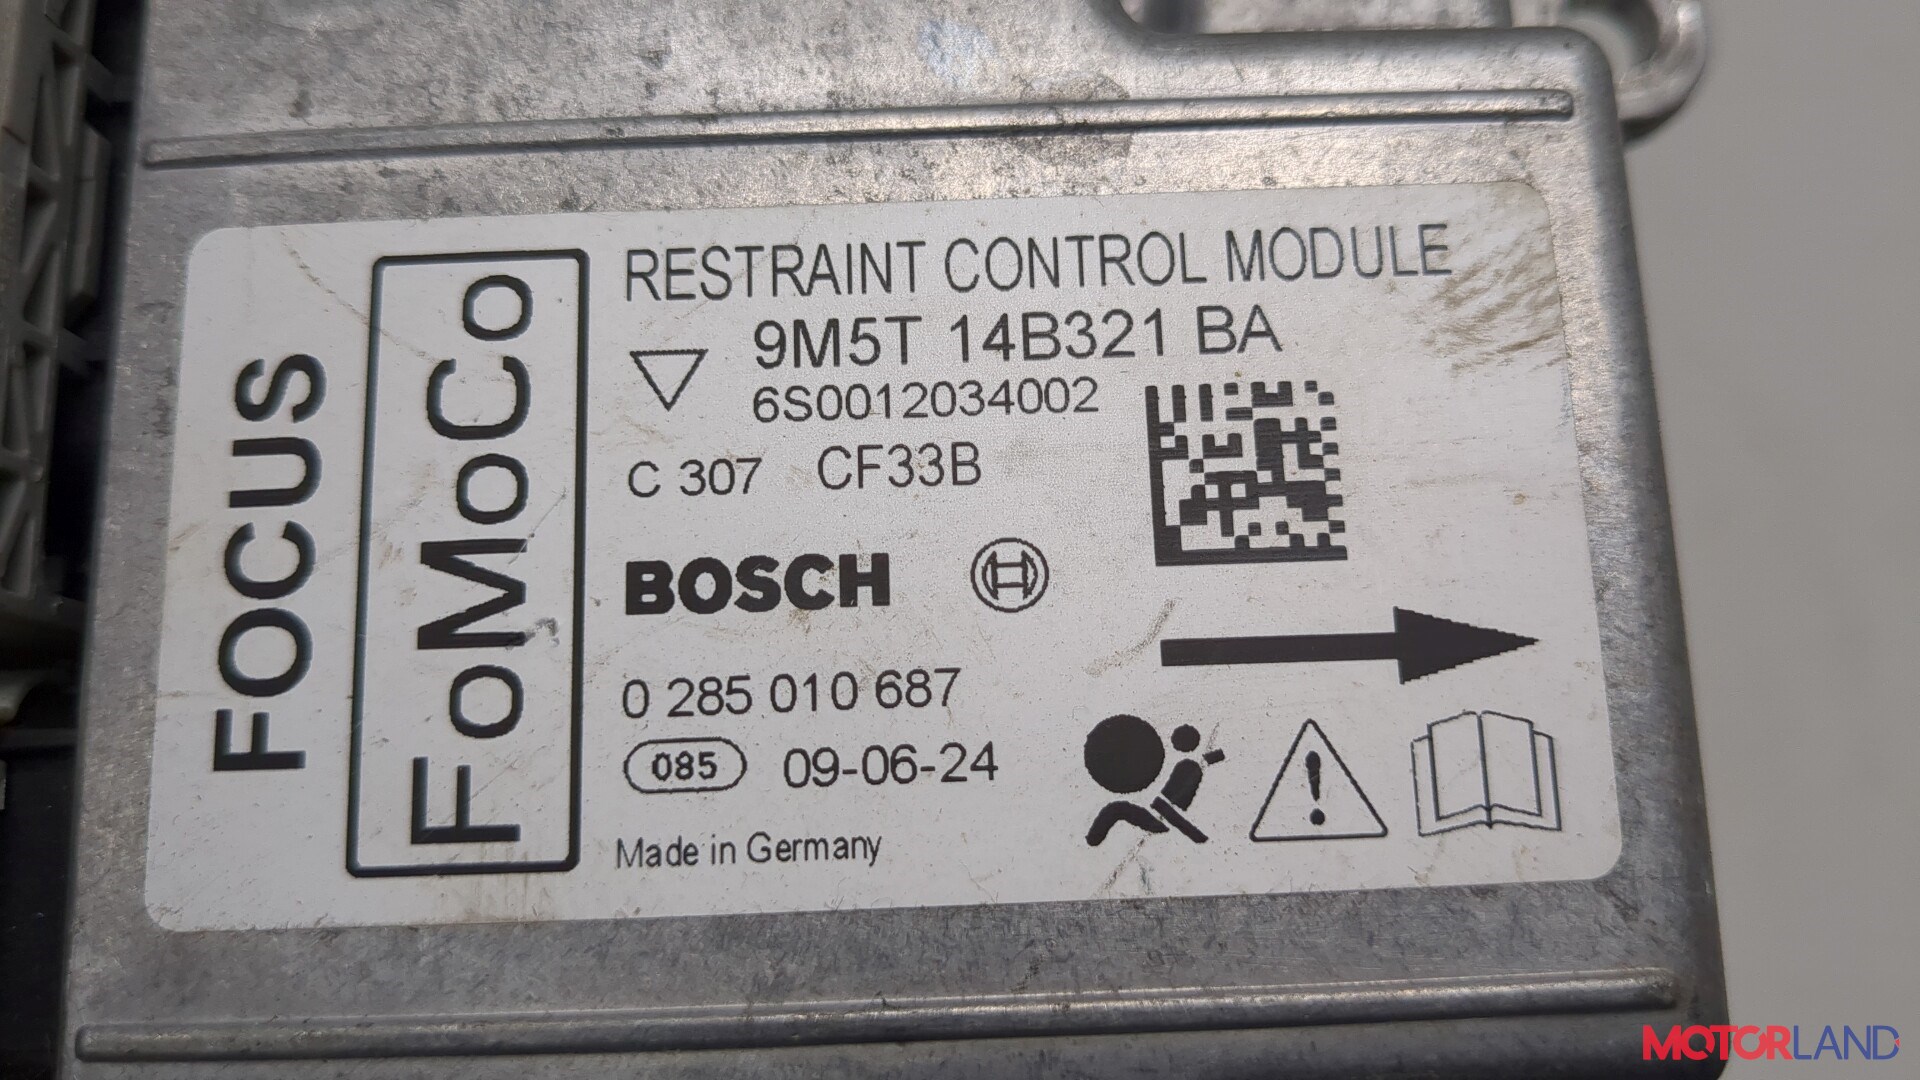 FOCUS
FoMoCo
RESTRAINT CONTROL MODULE
9M5T 14B321 BA
6S0012034002
C 307 CF33B
BOSCH
0 285 010 687
085 09-06-24
Made in Germany
MOTORLAND